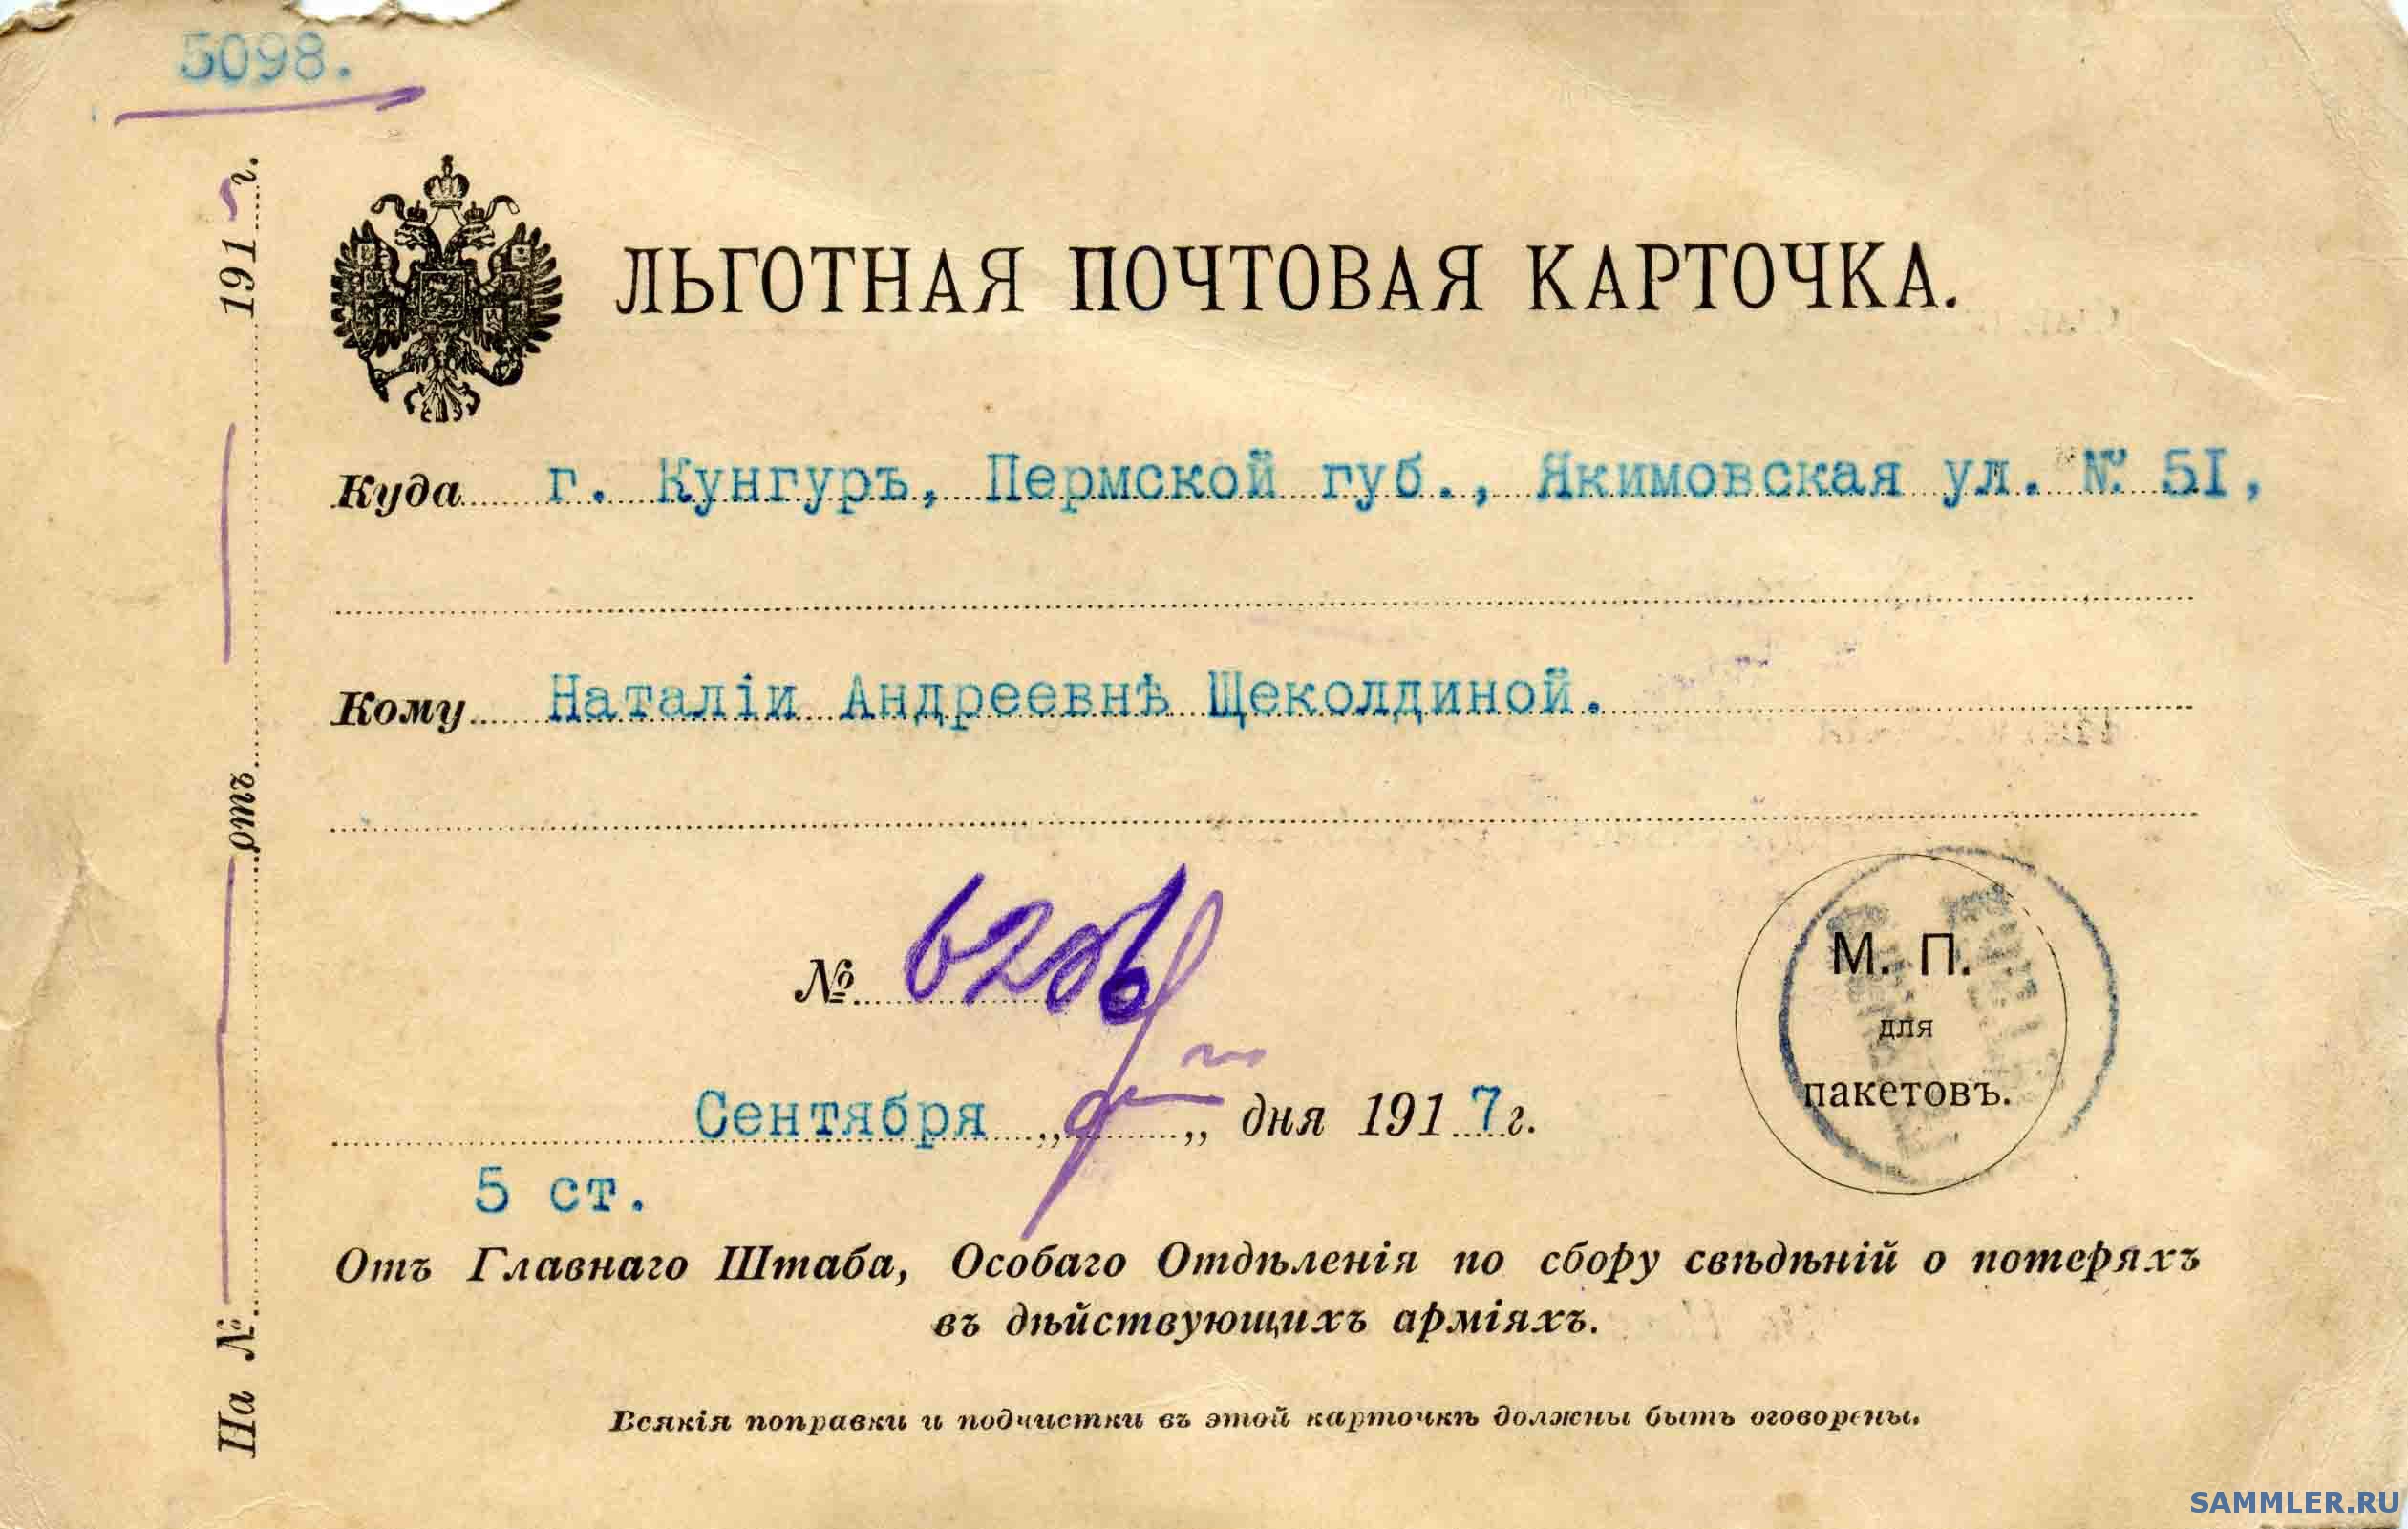 5098.
ЛЬГОТНАЯ ПОЧТОВАЯ КАРТОЧКА.
Куда г. Кунгуръ, Пермской губ., Якимовская ул. № 5I,
Кому Наталіи Андреевнѣ Щеколдиной.
№
М. П.
для
пакетовъ.
Сентября „ „ дня 1917г.
5 ст.
Отъ Главнаго Штаба, Особаго Отдѣленія по сбору свѣдѣній о потеряхъ
въ дѣйствующихъ арміяхъ.
Всякія поправки и подчистки въ этой карточкѣ должны быть оговорены.
На № отъ 191 г.
SAMMLER.RU